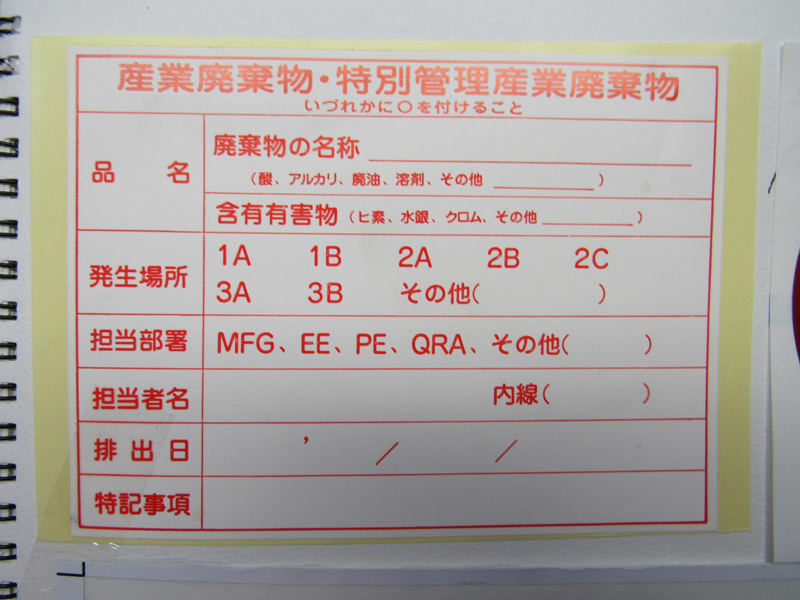 産業廃棄物・特別管理産業廃棄物
いづれかに〇を付けること
品 名
廃棄物の名称
(酸、アルカリ、廃油、溶剤、その他 )
含有有害物(ヒ素、水銀、クロム、その他 )
発生場所
1A 1B 2A 2B 2C
3A 3B その他( )
担当部署 MFG、EE、PE、QRA、その他( )
担当者名 内線( )
排出日 ’ / /
特記事項